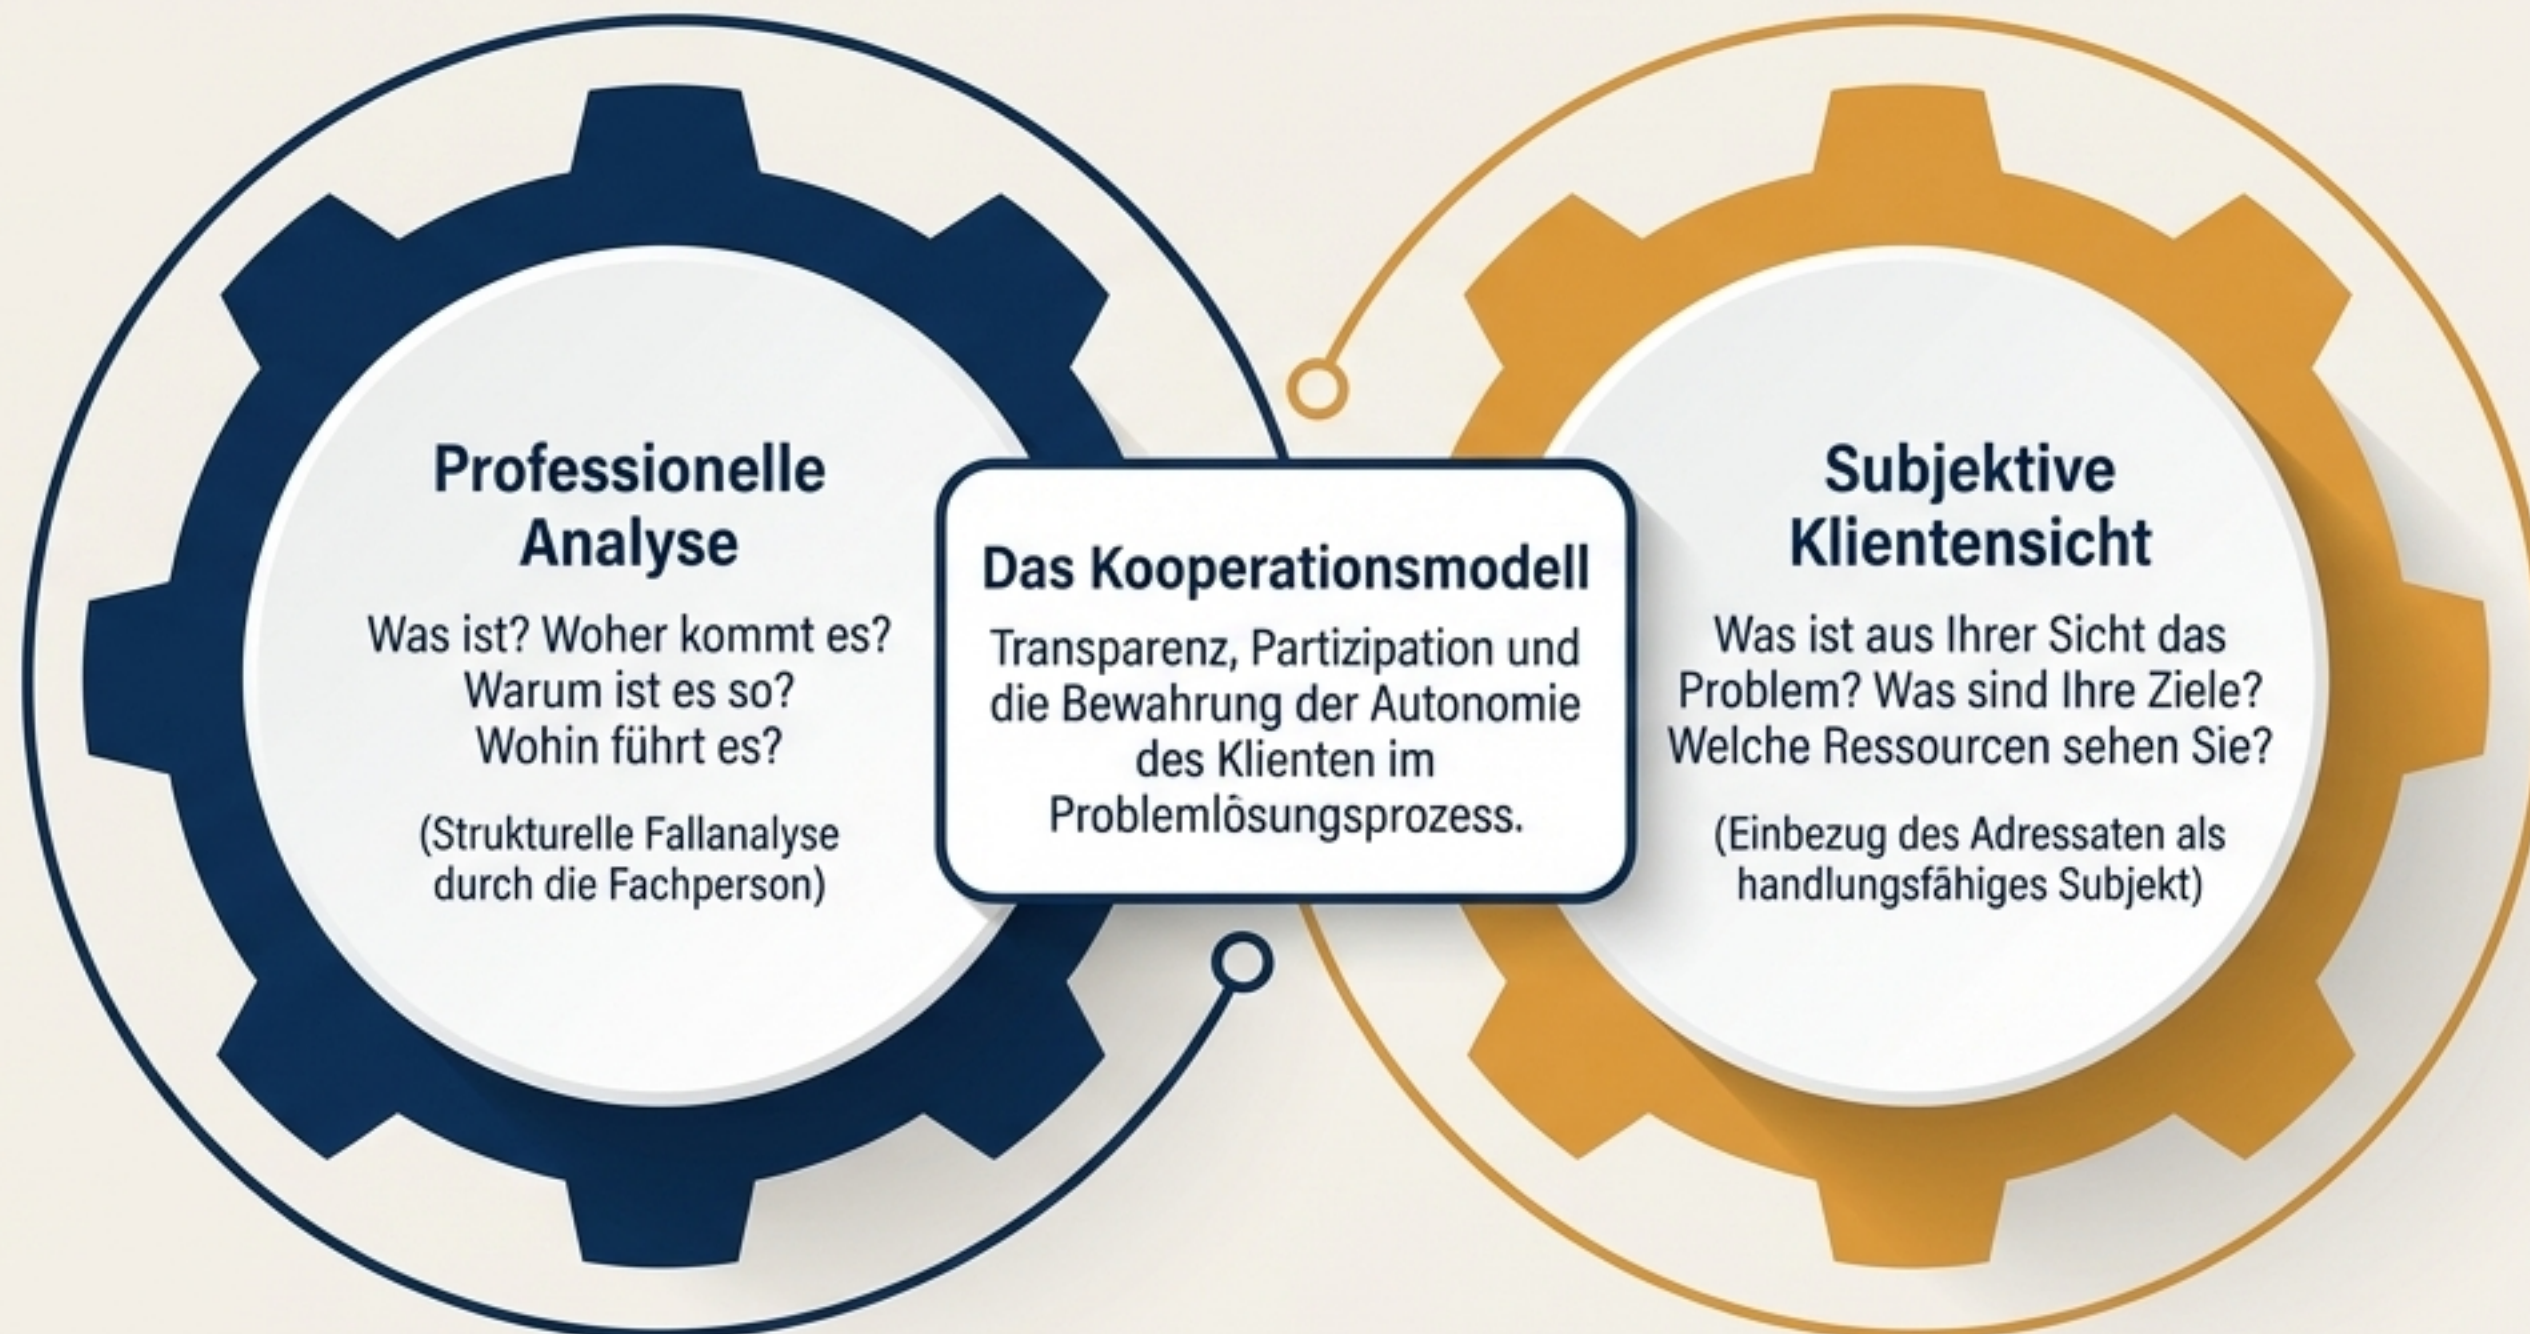 Professionelle
Analyse
Was ist? Woher kommt es?
Warum ist es so?
Wohin führt es?
(Strukturelle Fallanalyse
durch die Fachperson)
Das Kooperationsmodell
Transparenz, Partizipation und
die Bewahrung der Autonomie
des Klienten im
Problemlösungsprozess.
Subjektive
Klientensicht
Was ist aus Ihrer Sicht das
Problem? Was sind Ihre Ziele?
Welche Ressourcen sehen Sie?
(Einbezug des Adressaten als
handlungsfähiges Subjekt)